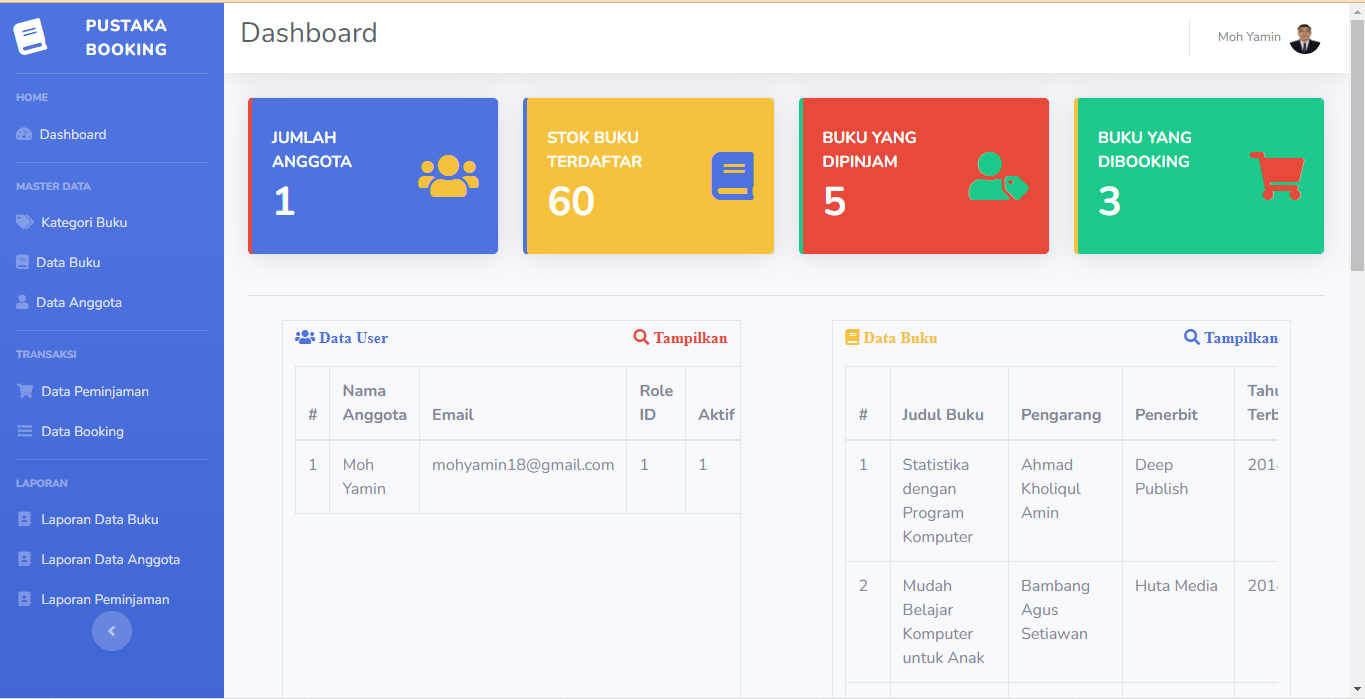 PUSTAKA
BOOKING
HOME
Dashboard
MASTER DATA
Kategori Buku
Data Buku
Data Anggota
TRANSAKSI
Data Peminjaman
Data Booking
LAPORAN
Laporan Data Buku
Laporan Data Anggota
Laporan Peminjaman
Dashboard
Moh Yamin
JUMLAH
ANGGOTA
1
STOK BUKU
TERDAFTAR
60
BUKU YANG
DIPINJAM
5
BUKU YANG
DIBOOKING
3
Data User
Tampilkan
# Nama Anggota Email Role ID Aktif
1 Moh Yamin mohyamin18@gmail.com 1 1
Data Buku
Tampilkan
# Judul Buku Pengarang Penerbit
1 Statistika dengan Program Komputer Ahmad Kholiqul Amin Deep Publish
2 Mudah Belajar Komputer untuk Anak Bambang Agus Setiawan Huta Media